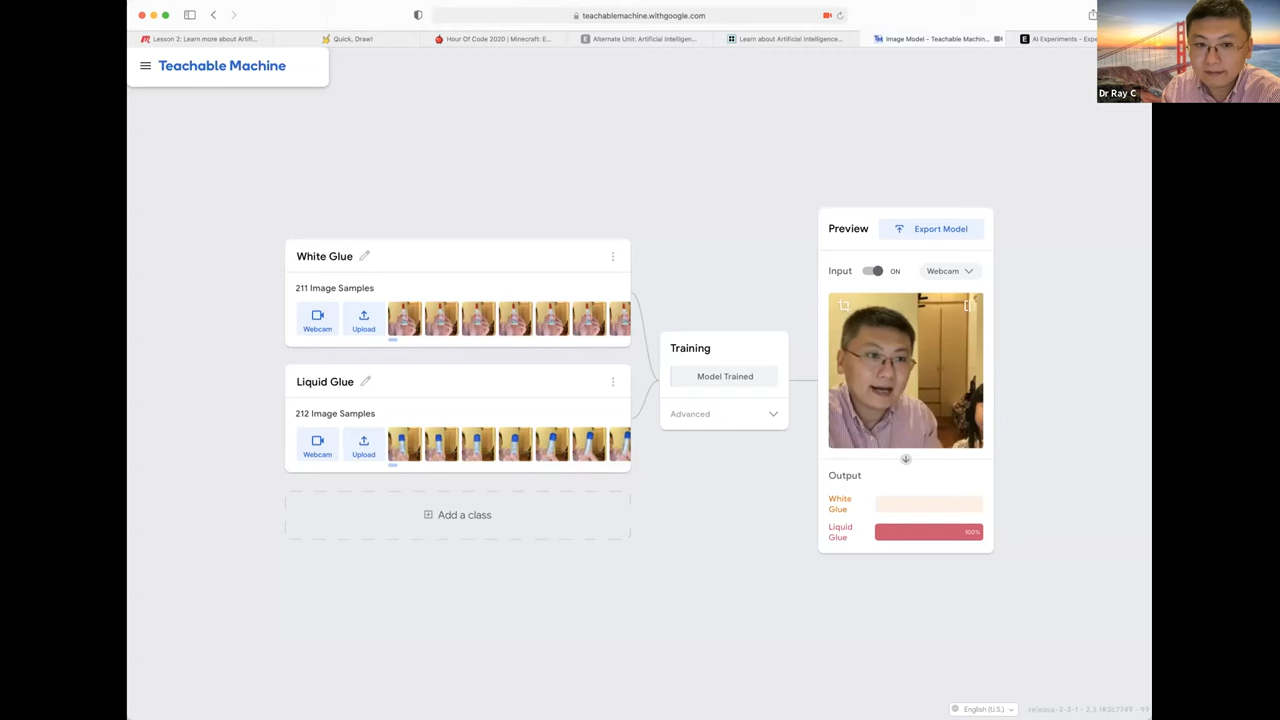 teachablemachine.withgoogle.com
Lesson 2: Learn more about Artifi...
Quick, Draw!
Hour Of Code 2020 | Minecraft: E...
Alternate Unit: Artificial Intelligen...
Learn about Artificial Intelligence...
Image Model - Teachable Machin...
AI Experiments - Expe
Dr Ray C
Teachable Machine
White Glue
211 Image Samples
Webcam
Upload
Liquid Glue
212 Image Samples
Webcam
Upload
Add a class
Training
Model Trained
Advanced
Preview
Export Model
Input
ON
Webcam
Output
White
Glue
Liquid
Glue
100%
English (U.S.)